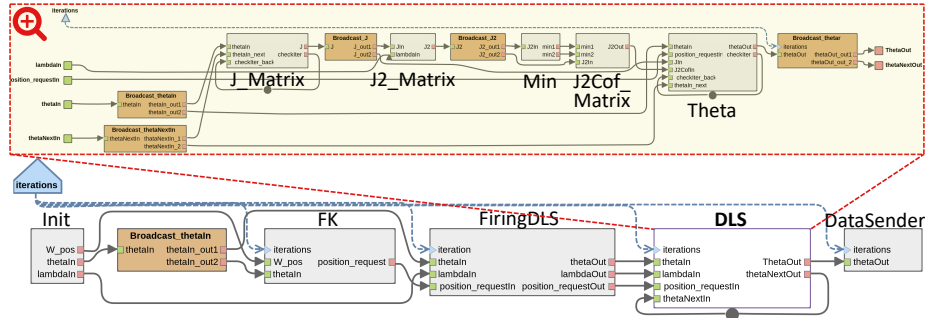 iterations
lambdaIn
position_requestIn
thetaIn
thetaNextIn
Broadcast_thetaIn
thetaIn thetaIn_out1
thetaIn_out2
Broadcast_thetaNextIn
thetaNextIn thataNextIn_1
thetaNextIn_2
thetaIn J
thetaIn_next checkiter
checkiter_back
J_Matrix
Broadcast_J
J J_out1
J_out2
JIn J2
lambdaIn
J2_Matrix
Broadcast_J2
J2 J2_out1
J2_out2
J2In min1
min2
Min
min1 J2Out
min2
J2In
J2Cof_
Matrix
thetaIn thetaOut
position_requestIn checkiter
JIn
J2CofIn
checkiter_back
thetaIn_next
Theta
Broadcast_thetar
iterations
thetaOut thetaOut_out1
thetaOut_out_2
ThetaOut
thetaNextOut
iterations
Init
W_pos
thetaIn
lambdaIn
Broadcast_thetaIn
thetaIn thetaIn_out1
thetaIn_out2
FK
iterations
W_pos position_request
thetaIn
FiringDLS
iteration
thetaIn thetaOut
lambdaIn lambdaOut
position_requestIn position_requestOut
DLS
iterations
thetaIn ThetaOut
lambdaIn thetaNextOut
position_requestIn
thetaNextIn
DataSender
iterations
thetaOut